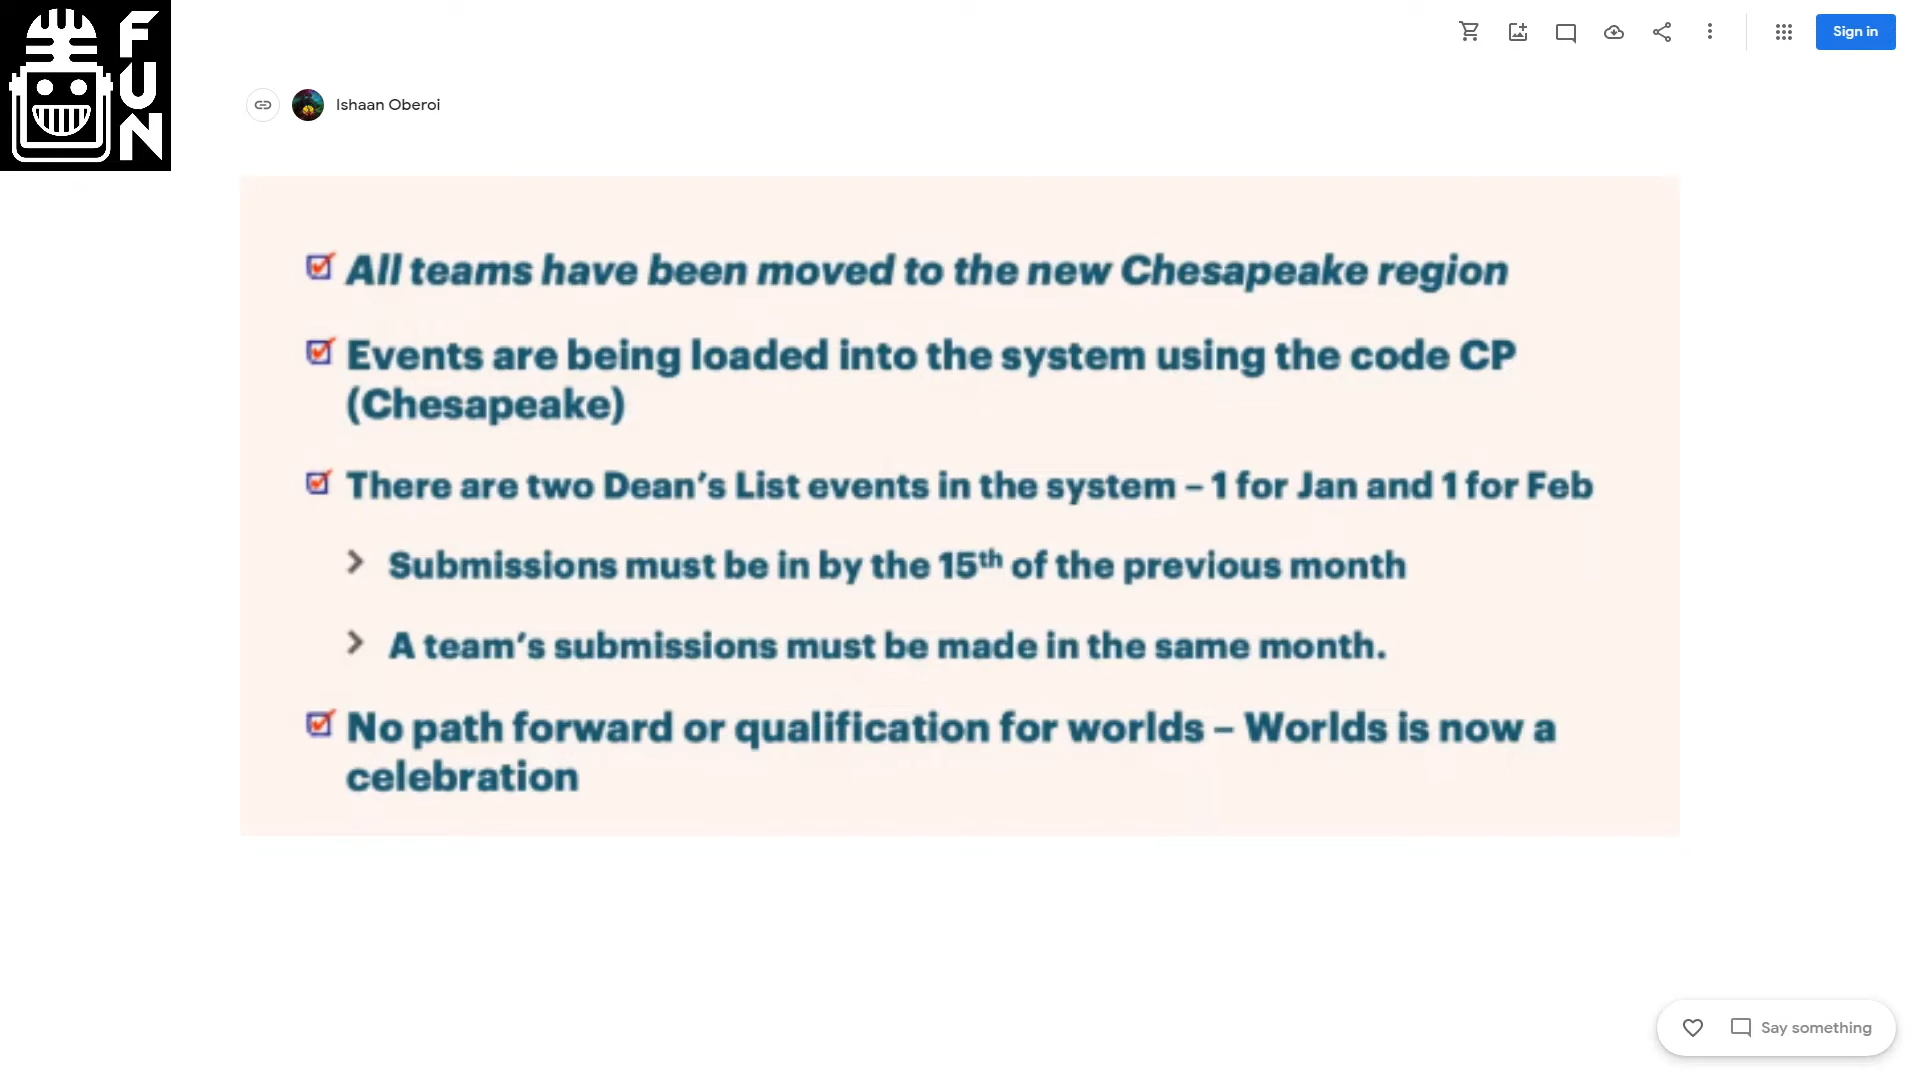 FUN
Sign in
Ishaan Oberoi
All teams have been moved to the new Chesapeake region
Events are being loaded into the system using the code CP
(Chesapeake)
There are two Dean’s List events in the system – 1 for Jan and 1 for Feb
Submissions must be in by the 15th of the previous month
A team’s submissions must be made in the same month.
No path forward or qualification for worlds – Worlds is now a
celebration
Say something